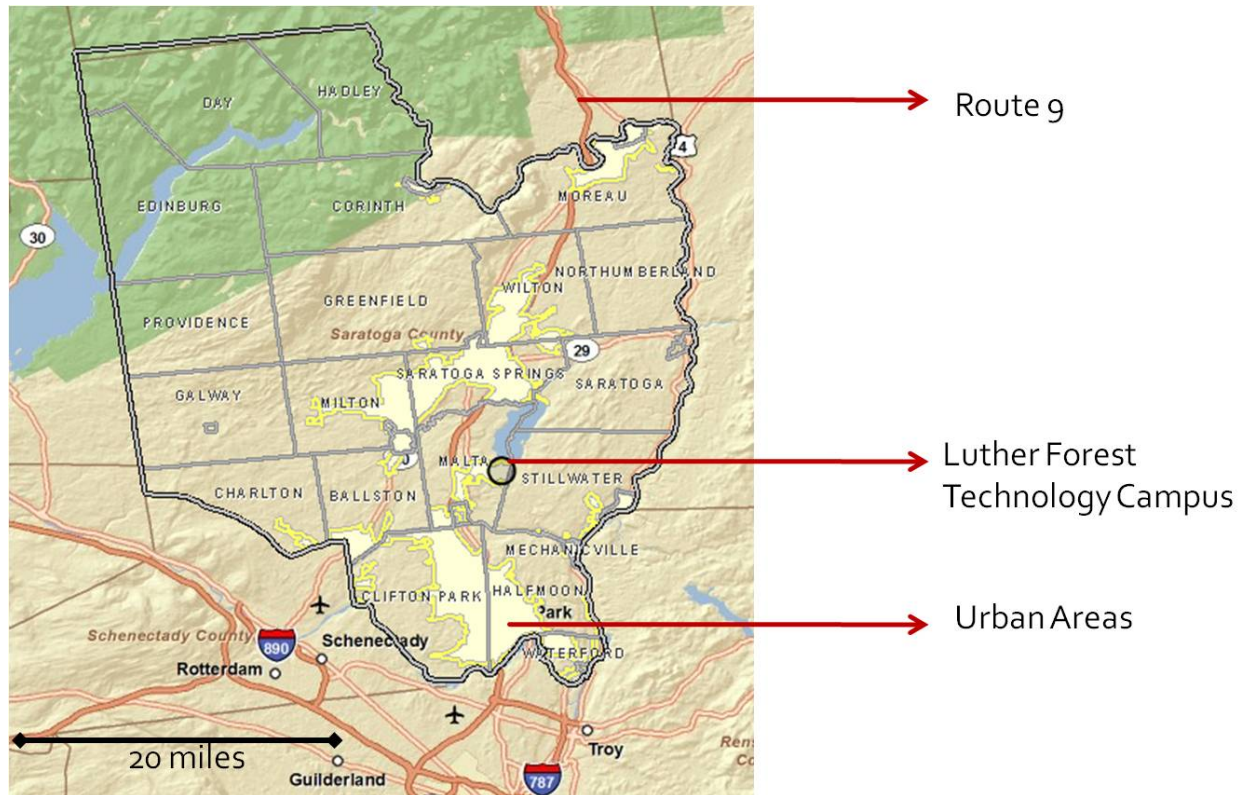 HADLEY
DAY
Route 9
4
MOREAU
EDINBURG
CORINTH
30
NORTHUMBERLAND
WILTON
GREENFIELD
PROVIDENCE
Saratoga County
29
SARATOGA SPRINGS
SARATOGA
GALWAY
MILTON
Luther Forest
Technology Campus
MALTA
STILLWATER
CHARLTON
BALLSTON
MECHANICVILLE
CLIFTON PARK
HALFMOON
Park
Urban Areas
Schenectady County
890
Schenectady
WATERFORD
Rotterdam
20 miles
Troy
Guilderland
787